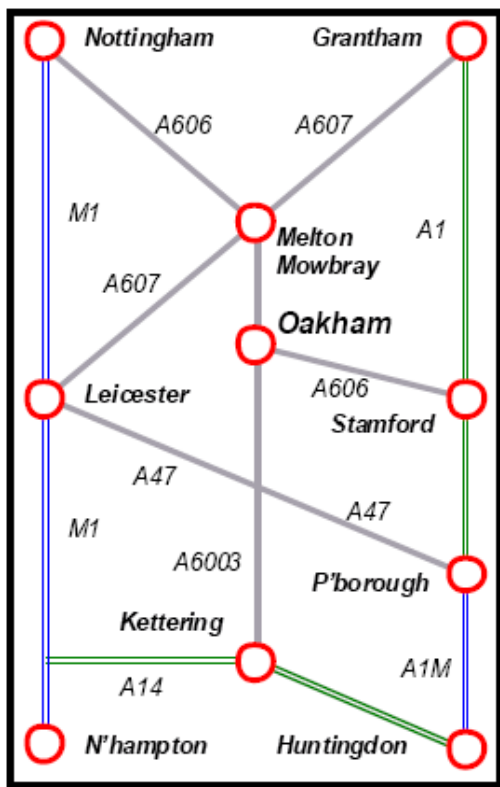 Nottingham
Grantham
A606
A607
M1
A1
Melton
Mowbray
A607
Oakham
A606
Leicester
Stamford
A47
A47
M1
A6003
P'borough
Kettering
A1M
A14
N'hampton
Huntingdon